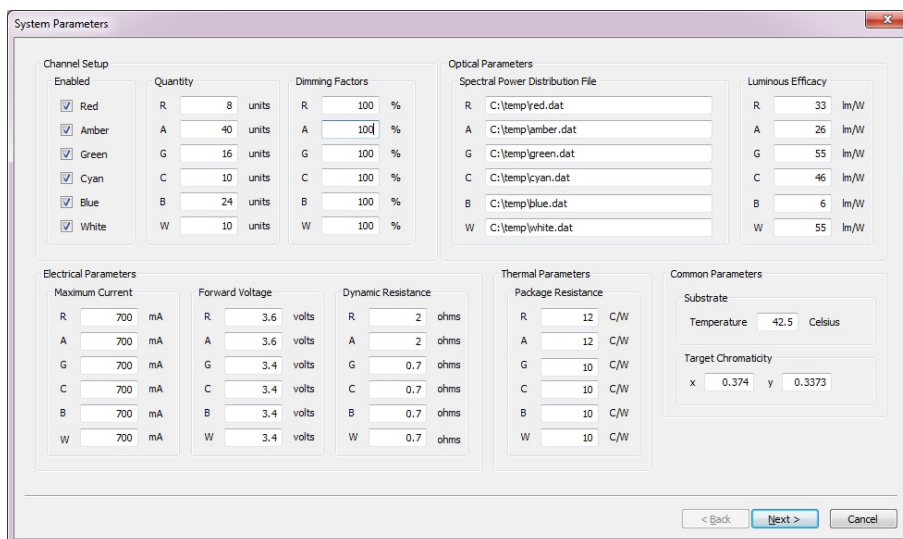 System Parameters
Channel Setup
Enabled
Red
Amber
Green
Cyan
Blue
White
Quantity
R 8 units
A 40 units
G 16 units
C 10 units
B 24 units
W 10 units
Dimming Factors
R 100 %
A 100 %
G 100 %
C 100 %
B 100 %
W 100 %
Optical Parameters
Spectral Power Distribution File
R C:\temp\red.dat
A C:\temp\amber.dat
G C:\temp\green.dat
C C:\temp\cyan.dat
B C:\temp\blue.dat
W C:\temp\white.dat
Luminous Efficacy
R 33 lm/W
A 26 lm/W
G 55 lm/W
C 46 lm/W
B 6 lm/W
W 55 lm/W
Electrical Parameters
Maximum Current
R 700 mA
A 700 mA
G 700 mA
C 700 mA
B 700 mA
W 700 mA
Forward Voltage
R 3.6 volts
A 3.6 volts
G 3.4 volts
C 3.4 volts
B 3.4 volts
W 3.4 volts
Dynamic Resistance
R 2 ohms
A 2 ohms
G 0.7 ohms
C 0.7 ohms
B 0.7 ohms
W 0.7 ohms
Thermal Parameters
Package Resistance
R 12 C/W
A 12 C/W
G 10 C/W
C 10 C/W
B 10 C/W
W 10 C/W
Common Parameters
Substrate
Temperature 42.5 Celsius
Target Chromaticity
x 0.374 y 0.3373
< Back Next > Cancel